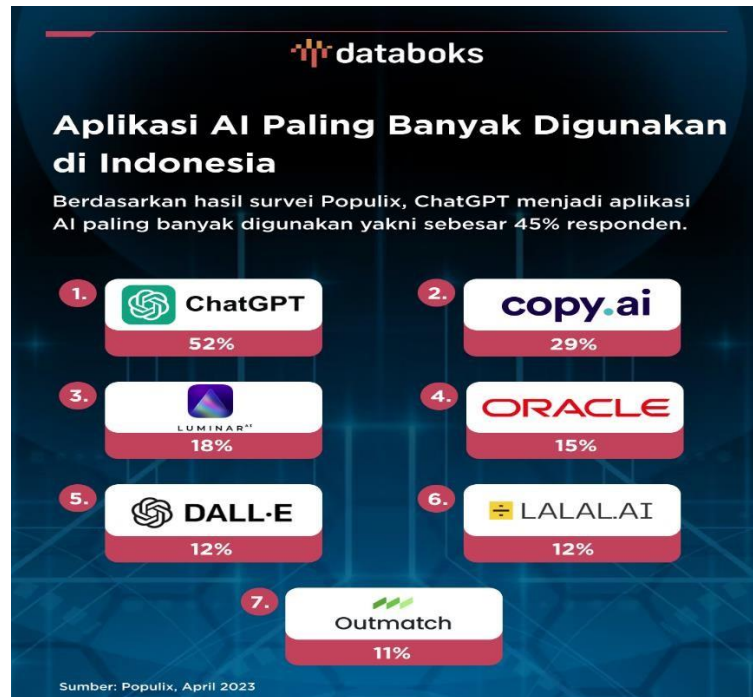 databoks
Aplikasi AI Paling Banyak Digunakan
di Indonesia
Berdasarkan hasil survei Populix, ChatGPT menjadi aplikasi
AI paling banyak digunakan yakni sebesar 45% responden.
1.
ChatGPT
52%
2.
copy.ai
29%
3.
LUMINAR AI
18%
4.
ORACLE
15%
5.
DALL·E
12%
6.
LALAL.AI
12%
7.
Outmatch
11%
Sumber: Populix, April 2023